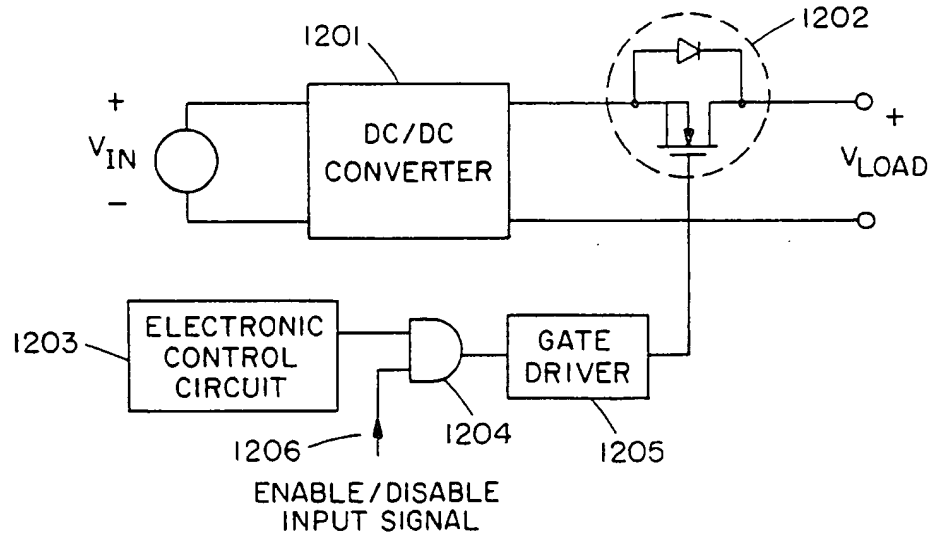 1201
1202
+
V_IN
−
DC/DC
CONVERTER
+
V_LOAD
1203
ELECTRONIC
CONTROL
CIRCUIT
1204
GATE
DRIVER
1205
1206
ENABLE/DISABLE
INPUT SIGNAL